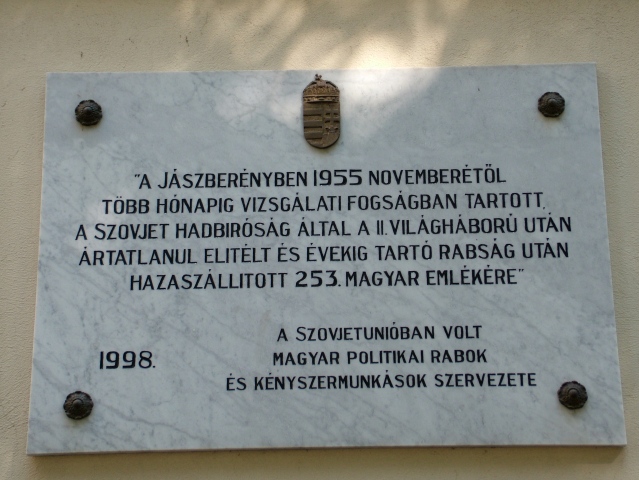 "A JÁSZBERÉNYBEN 1955 NOVEMBERÉTŐL
TÖBB HÓNAPIG VIZSGÁLATI FOGSÁGBAN TARTOTT,
A SZOVJET HADBIRÓSÁG ÁLTAL A II. VILÁGHÁBORÚ UTÁN
ÁRTATLANUL ELITÉLT ÉS ÉVEKIG TARTÓ RABSÁG UTÁN
HAZASZÁLLITOTT 253. MAGYAR EMLÉKÉRE"
A SZOVJETUNIÓBAN VOLT
1998. MAGYAR POLITIKAI RABOK
ÉS KÉNYSZERMUNKÁSOK SZERVEZETE